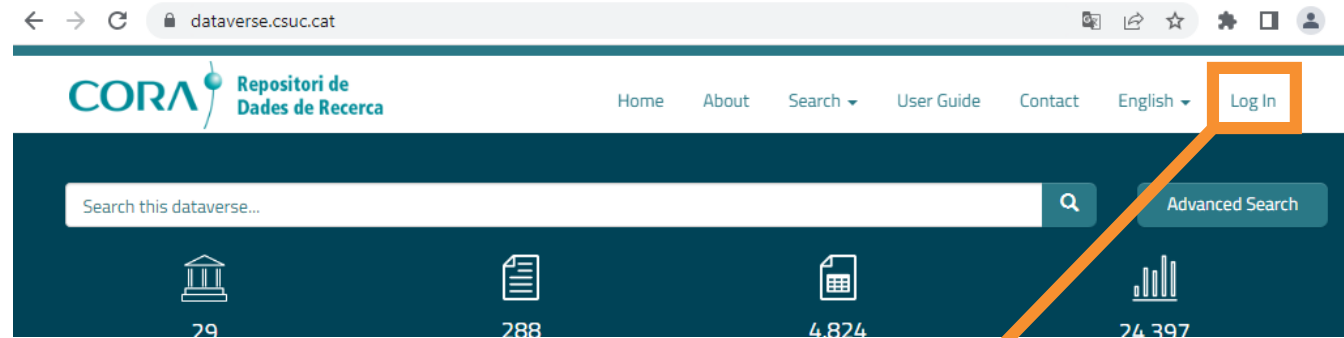 dataverse.csuc.cat
CORA Repositori de
Dades de Recerca
Home About Search User Guide Contact English Log In
Search this dataverse...
Advanced Search
29 288 4,824 24,397